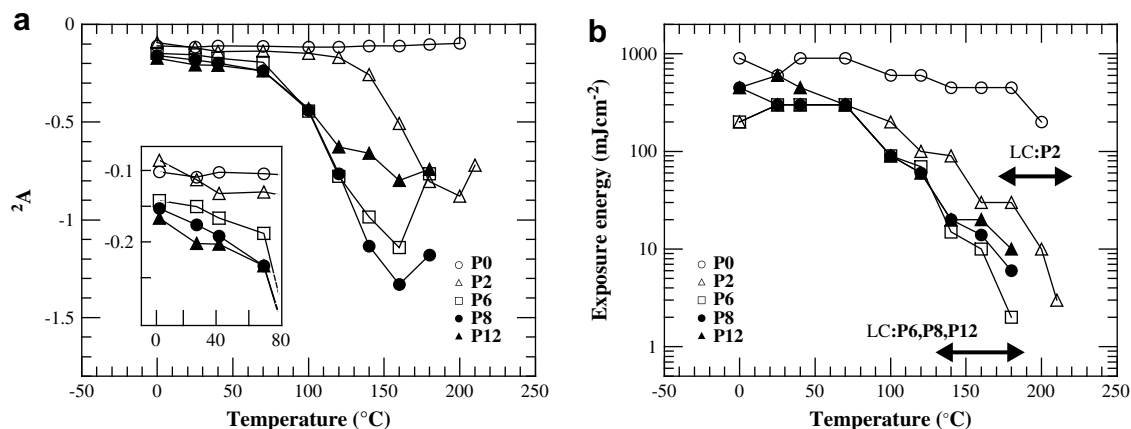 a
0
-0.5
-1
-1.5
²A
-0.1
-0.2
0
40
80
P0
P2
P6
P8
P12
-50
0
50
100
150
200
250
Temperature (°C)
b
1000
100
10
1
Exposure energy (mJcm⁻²)
LC:P2
LC:P6,P8,P12
P0
P2
P6
P8
P12
-50
0
50
100
150
200
250
Temperature (°C)